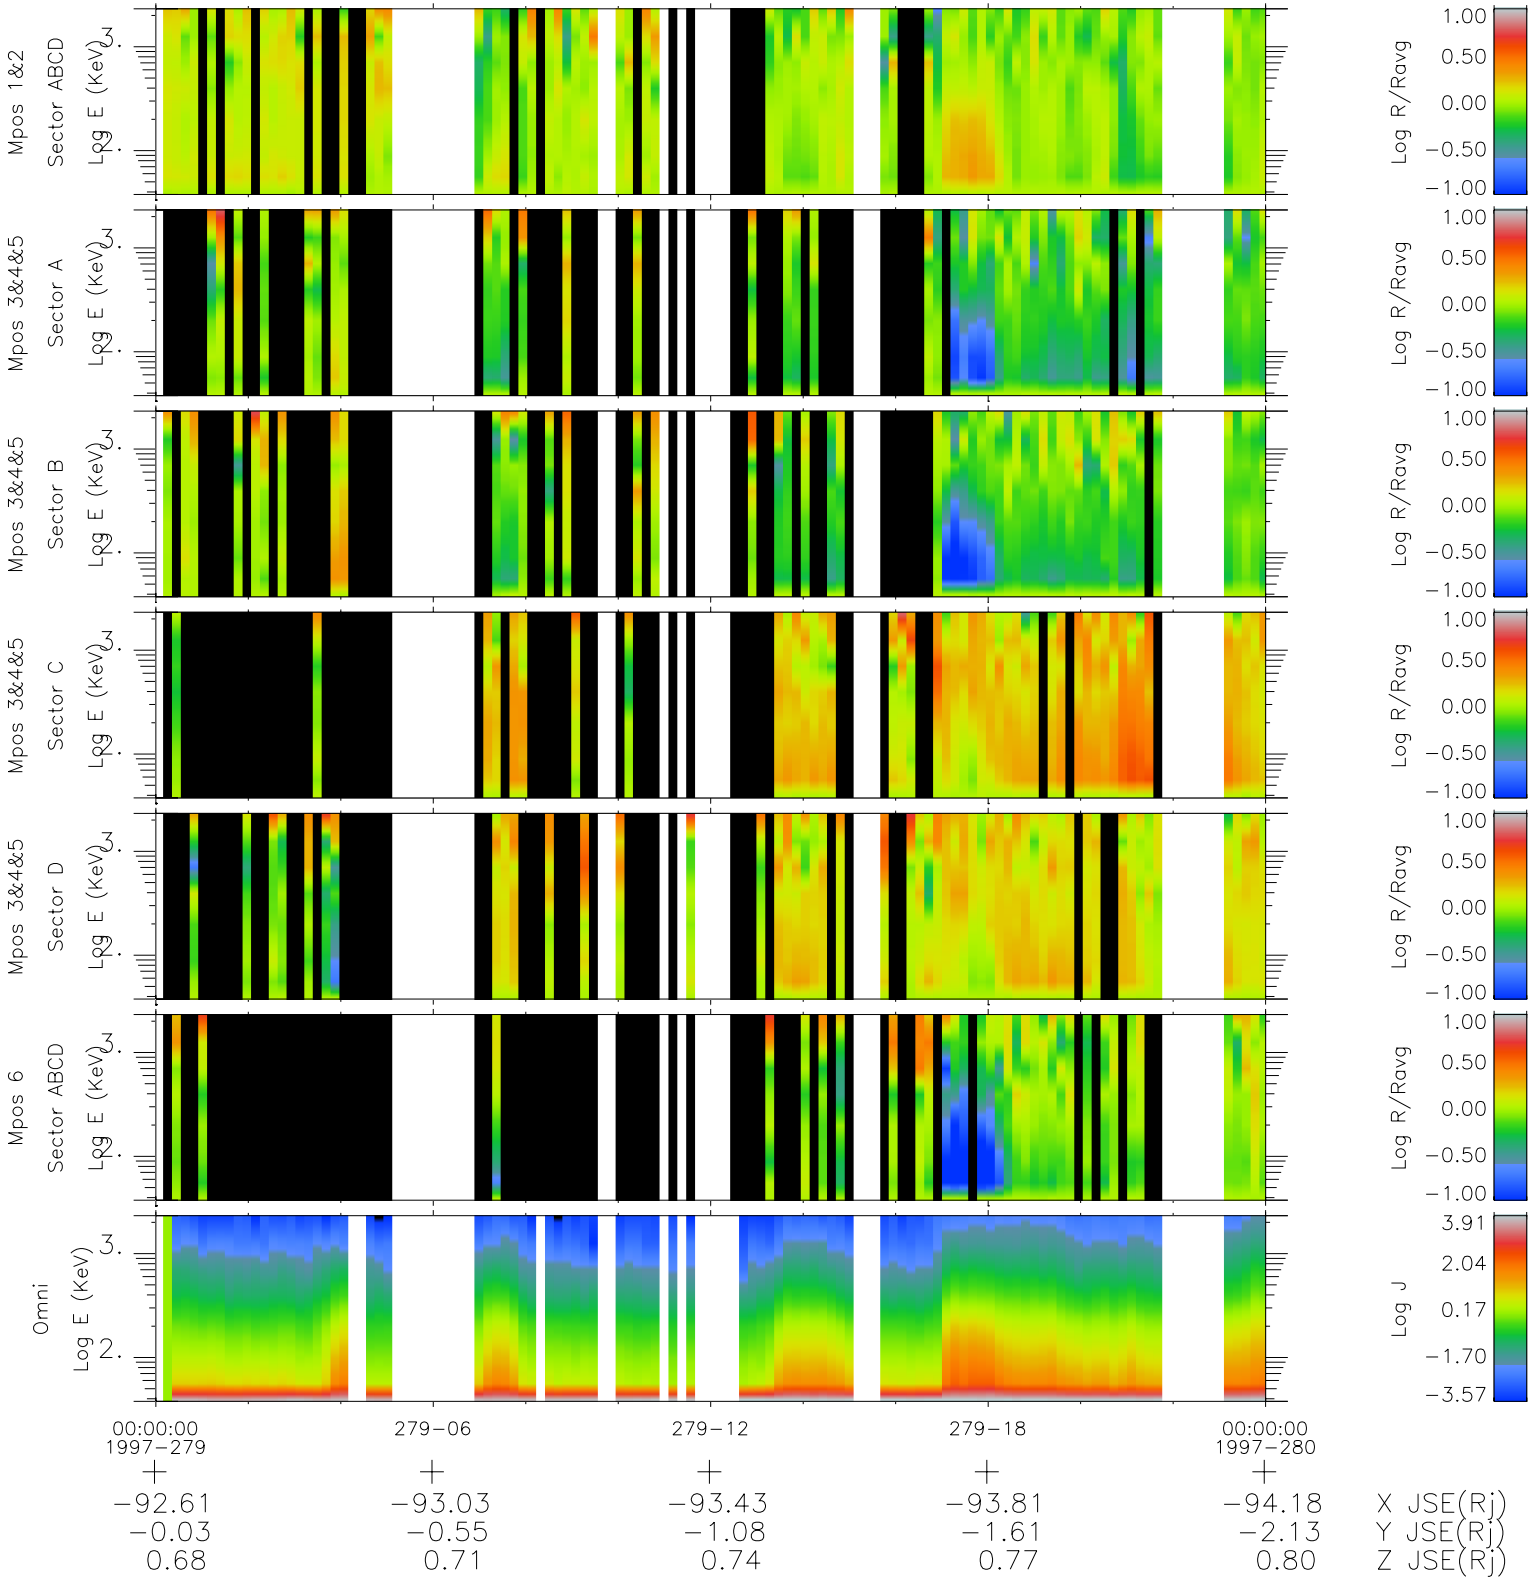 Mpos 1&2
Sector ABCD
Log E (KeV)
3.
2.
1.00
0.50
0.00
-0.50
-1.00
Log R/Ravg
Mpos 3&4&5
Sector A
Log E (KeV)
3.
2.
1.00
0.50
0.00
-0.50
-1.00
Log R/Ravg
Mpos 3&4&5
Sector B
Log E (KeV)
3.
2.
1.00
0.50
0.00
-0.50
-1.00
Log R/Ravg
Mpos 3&4&5
Sector C
Log E (KeV)
3.
2.
1.00
0.50
0.00
-0.50
-1.00
Log R/Ravg
Mpos 3&4&5
Sector D
Log E (KeV)
3.
2.
1.00
0.50
0.00
-0.50
-1.00
Log R/Ravg
Mpos 6
Sector ABCD
Log E (KeV)
3.
2.
1.00
0.50
0.00
-0.50
-1.00
Log R/Ravg
Omni
Log E (KeV)
3.
2.
3.91
2.04
0.17
-1.70
-3.57
Log J
00:00:00 279-06 279-12 279-18 00:00:00
1997-279 1997-280
-92.61 -93.03 -93.43 -93.81 -94.18 X JSE(Rj)
-0.03 -0.55 -1.08 -1.61 -2.13 Y JSE(Rj)
0.68 0.71 0.74 0.77 0.80 Z JSE(Rj)